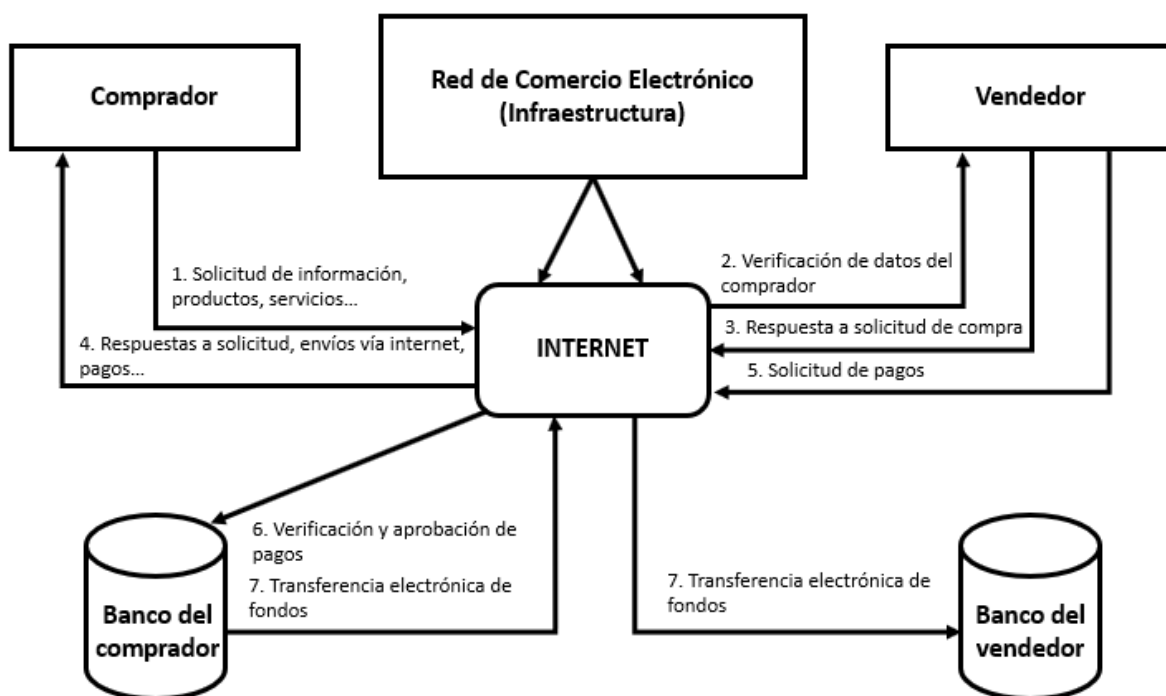 Comprador
Red de Comercio Electrónico
(Infraestructura)
Vendedor
1. Solicitud de información,
productos, servicios...
2. Verificación de datos del
comprador
3. Respuesta a solicitud de compra
4. Respuestas a solicitud, envíos vía internet,
pagos...
INTERNET
5. Solicitud de pagos
6. Verificación y aprobación de
pagos
7. Transferencia electrónica de
fondos
7. Transferencia electrónica de
fondos
Banco del
comprador
Banco del
vendedor